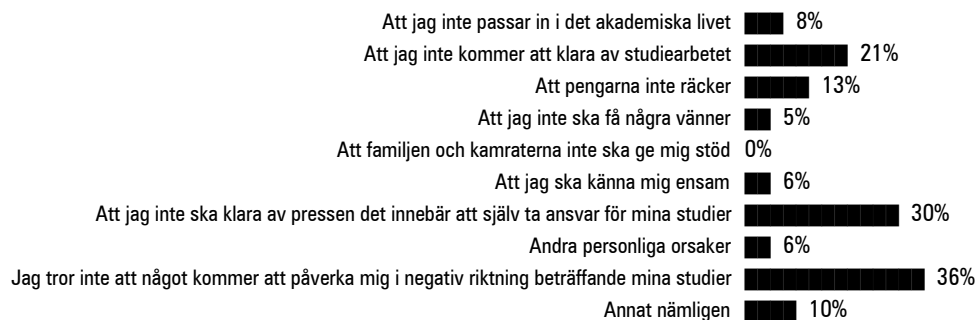 Att jag inte passar in i det akademiska livet 8%
Att jag inte kommer att klara av studiearbetet 21%
Att pengarna inte räcker 13%
Att jag inte ska få några vänner 5%
Att familjen och kamraterna inte ska ge mig stöd 0%
Att jag ska känna mig ensam 6%
Att jag inte ska klara av pressen det innebär att själv ta ansvar för mina studier 30%
Andra personliga orsaker 6%
Jag tror inte att något kommer att påverka mig i negativ riktning beträffande mina studier 36%
Annat nämligen 10%